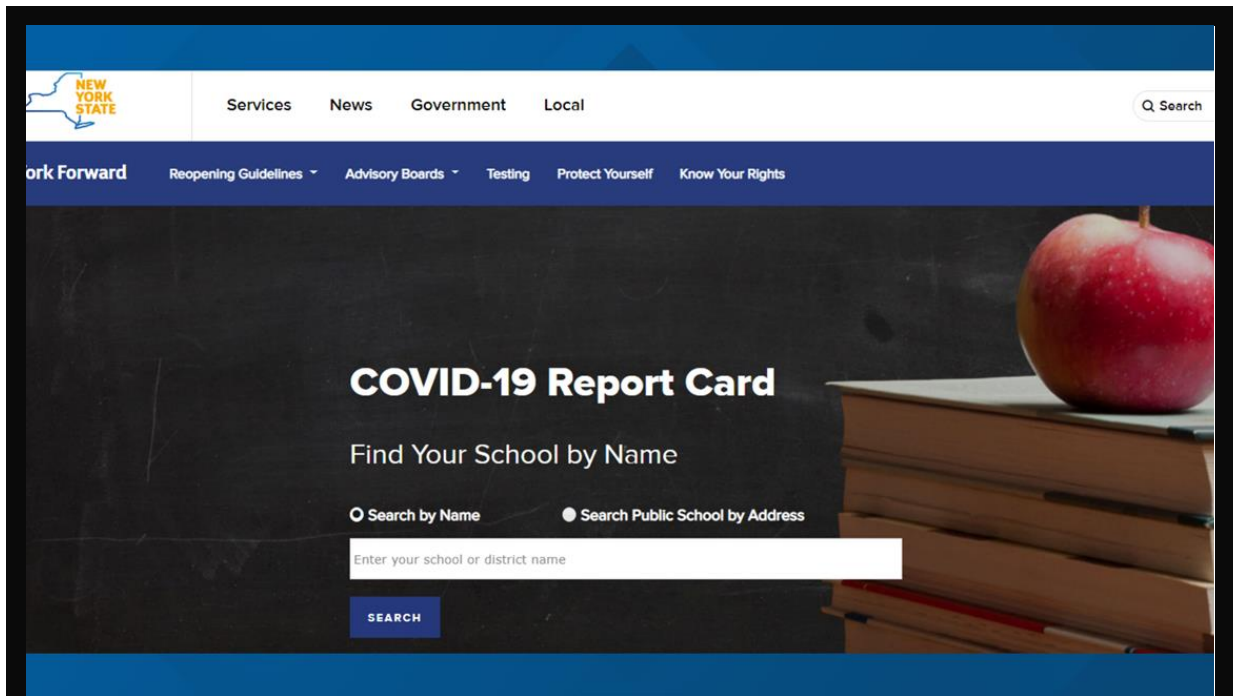 NEW
YORK
STATE
Services News Government Local
Search
ork Forward Reopening Guidelines Advisory Boards Testing Protect Yourself Know Your Rights
COVID-19 Report Card
Find Your School by Name
Search by Name Search Public School by Address
Enter your school or district name
SEARCH